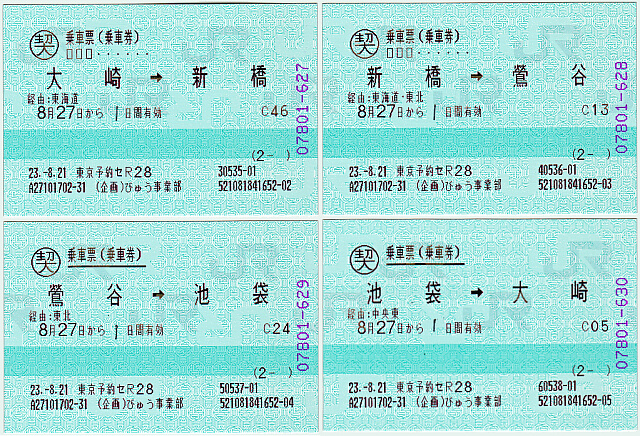 契 乗車票(乗車券)
□□□・・・・・・・
大崎 → 新橋
経由:東海道
8月27日から 1日間有効 C46
(2- )
23.-8.21 東京予約セR28 30535-01
A27101702-31 (企画)びゅう事業部 521081841652-02
07801-627
契 乗車票(乗車券)
□□□・・・・・・・
新橋 → 鶯谷
経由:東海道・東北
8月27日から 1日間有効 C13
(2- )
23.-8.21 東京予約セR28 40536-01
A27101702-31 (企画)びゅう事業部 521081841652-03
07801-628
契 乗車票(乗車券)
鶯谷 → 池袋
経由:東北
8月27日から 1日間有効 C24
(2- )
23.-8.21 東京予約セR28 50537-01
A27101702-31 (企画)びゅう事業部 521081841652-04
07801-629
契 乗車票(乗車券)
池袋 → 大崎
経由:中央東
8月27日から 1日間有効 C05
(2- )
23.-8.21 東京予約セR28 60538-01
A27101702-31 (企画)びゅう事業部 521081841652-05
07801-630